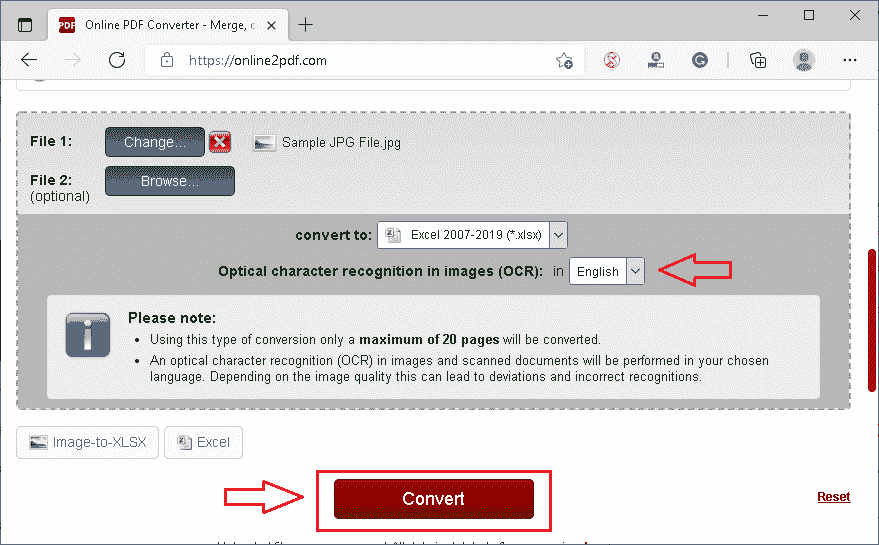 Online PDF Converter - Merge, c
https://online2pdf.com
File 1:
Change...
Sample JPG File.jpg
File 2:
Browse...
(optional)
convert to:
Excel 2007-2019 (*.xlsx)
Optical character recognition in images (OCR): in English
Please note:
• Using this type of conversion only a maximum of 20 pages will be converted.
• An optical character recognition (OCR) in images and scanned documents will be performed in your chosen
language. Depending on the image quality this can lead to deviations and incorrect recognitions.
Image-to-XLSX
Excel
Convert
Reset